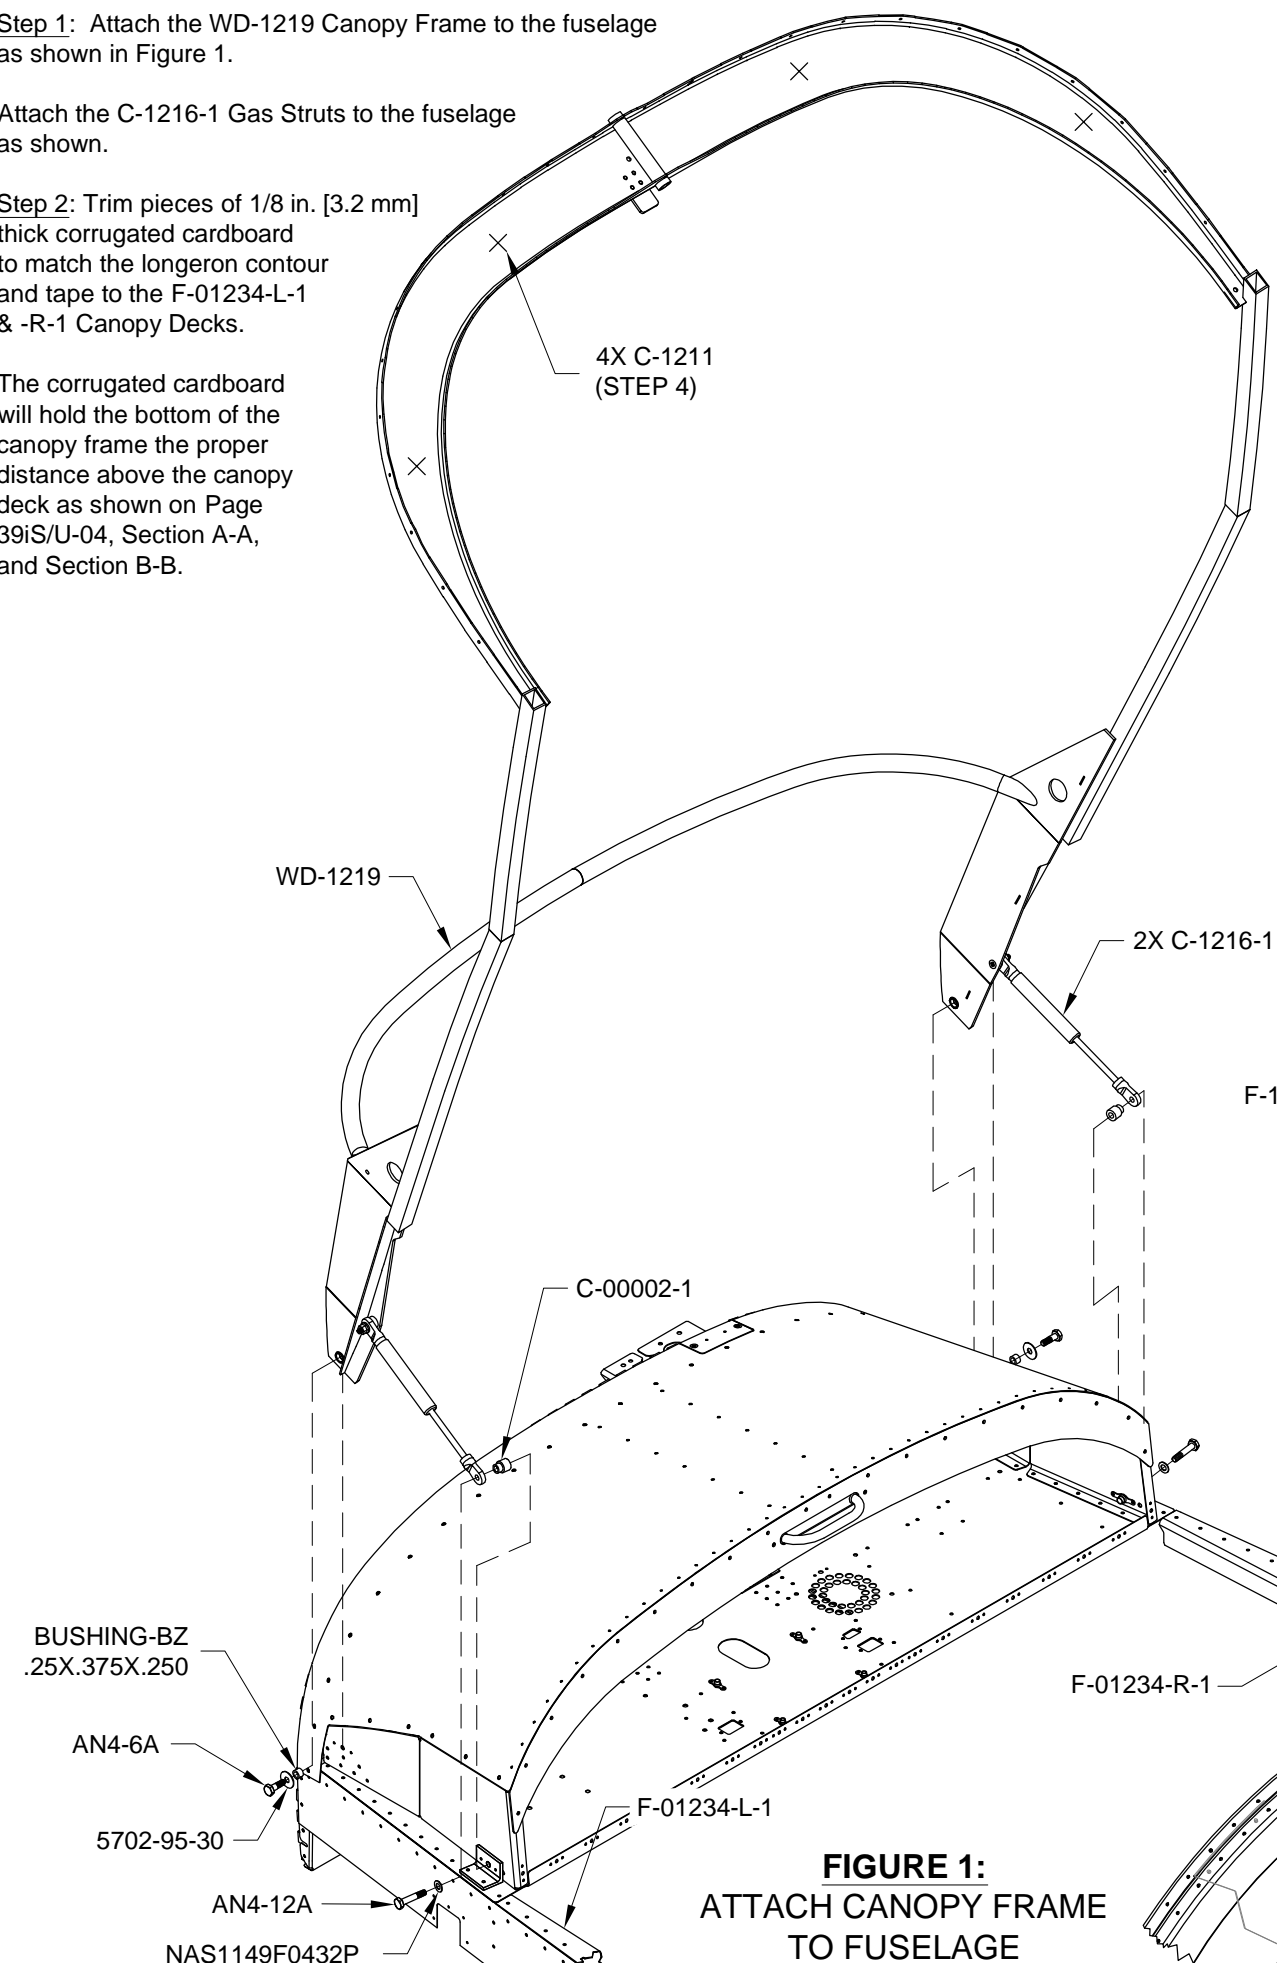 Step 1: Attach the WD-1219 Canopy Frame to the fuselage
as shown in Figure 1.
Attach the C-1216-1 Gas Struts to the fuselage
as shown.
Step 2: Trim pieces of 1/8 in. [3.2 mm]
thick corrugated cardboard
to match the longeron contour
and tape to the F-01234-L-1
& -R-1 Canopy Decks.
The corrugated cardboard
will hold the bottom of the
canopy frame the proper
distance above the canopy
deck as shown on Page
39iS/U-04, Section A-A,
and Section B-B.
4X C-1211
(STEP 4)
WD-1219
2X C-1216-1
F-1
C-00002-1
BUSHING-BZ
.25X.375X.250
F-01234-R-1
AN4-6A
F-01234-L-1
5702-95-30
AN4-12A
NAS1149F0432P
FIGURE 1:
ATTACH CANOPY FRAME
TO FUSELAGE